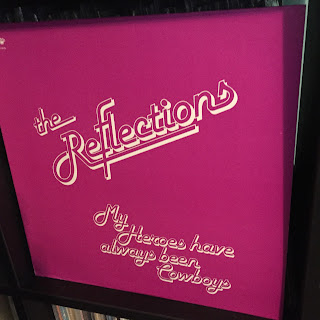 the
Reflections
My
Heroes have
always been
Cowboys